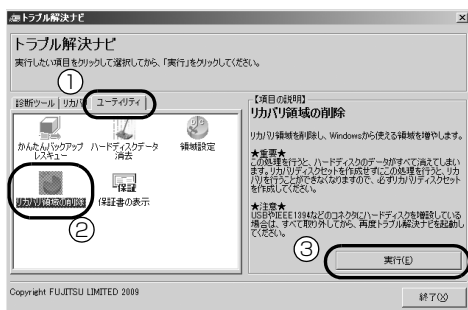 トラブル解決ナビ
トラブル解決ナビ
実行したい項目をクリックして選択してから、「実行」をクリックしてください。
①
診断ツール リカバリ ユーティリティ
かんたんバックアップ
レスキュー
ハードディスクデータ
消去
領域設定
リカバリ領域の削除
保証
保証書の表示
②
【項目の説明】
リカバリ領域の削除
リカバリ領域を削除し、Windowsから使える領域を増やします。
★重要★
この処理を行うと、ハードディスクのデータがすべて消えてしまい
ます。リカバリディスクセットを作成せずにこの処理を行うと、リカ
バリを行うことができなくなりますので、必ずリカバリディスクセット
を作成してください。
★注意★
USBやIEEE1394などのコネクタにハードディスクを増設している
場合は、すべて取り外してから、再度トラブル解決ナビを起動し
てください。
③
実行(E)
Copyright FUJITSU LIMITED 2009
終了(X)